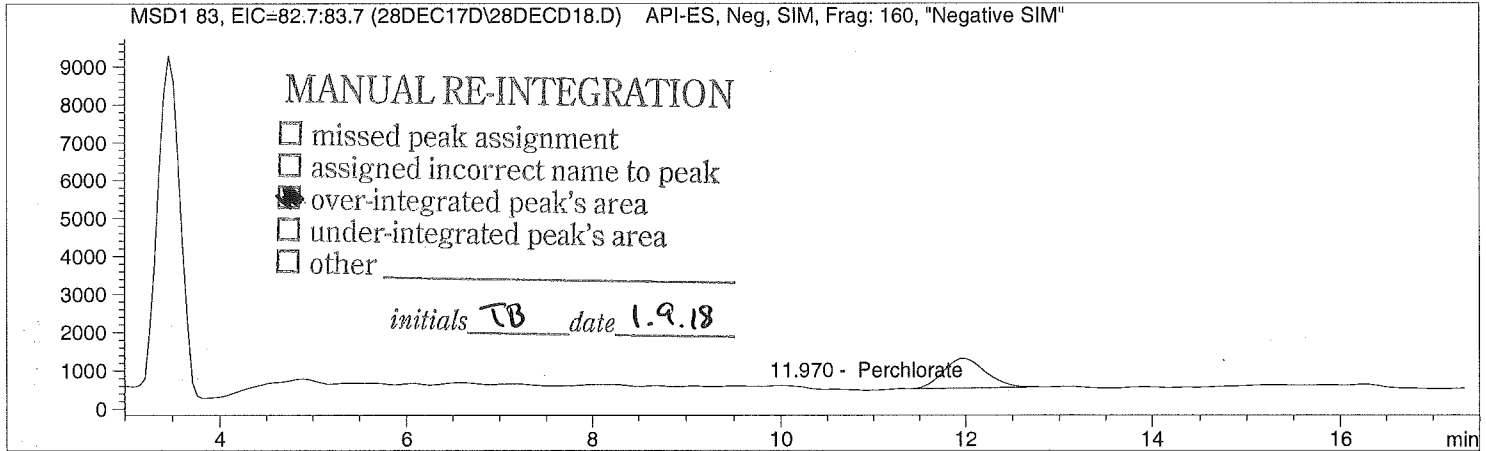 MSD1 83, EIC=82.7:83.7 (28DEC17D\28DECD18.D) API-ES, Neg, SIM, Frag: 160, "Negative SIM"
9000
8000
7000
6000
5000
4000
3000
2000
1000
0
MANUAL RE-INTEGRATION
missed peak assignment
assigned incorrect name to peak
over-integrated peak's area
under-integrated peak's area
other
initials TB date 1.9.18
11.970 - Perchlorate
4 6 8 10 12 14 16 min